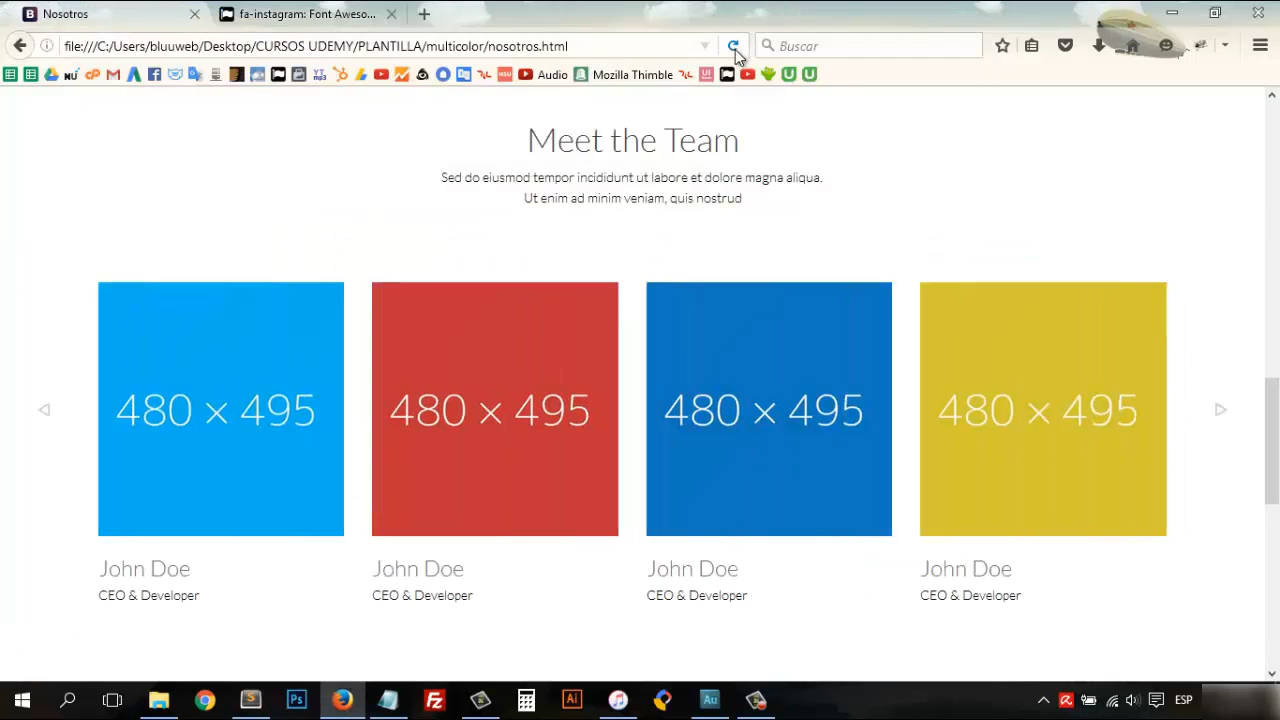 Nosotros
fa-instagram: Font Aweso...
file:///C:/Users/bluuweb/Desktop/CURSOS UDEMY/PLANTILLA/multicolor/nosotros.html
Buscar
Audio
Mozilla Thimble
Meet the Team
Sed do eiusmod tempor incididunt ut labore et dolore magna aliqua.
Ut enim ad minim veniam, quis nostrud
480 × 495
480 × 495
480 × 495
480 × 495
John Doe
John Doe
John Doe
John Doe
CEO & Developer
CEO & Developer
CEO & Developer
CEO & Developer
ESP